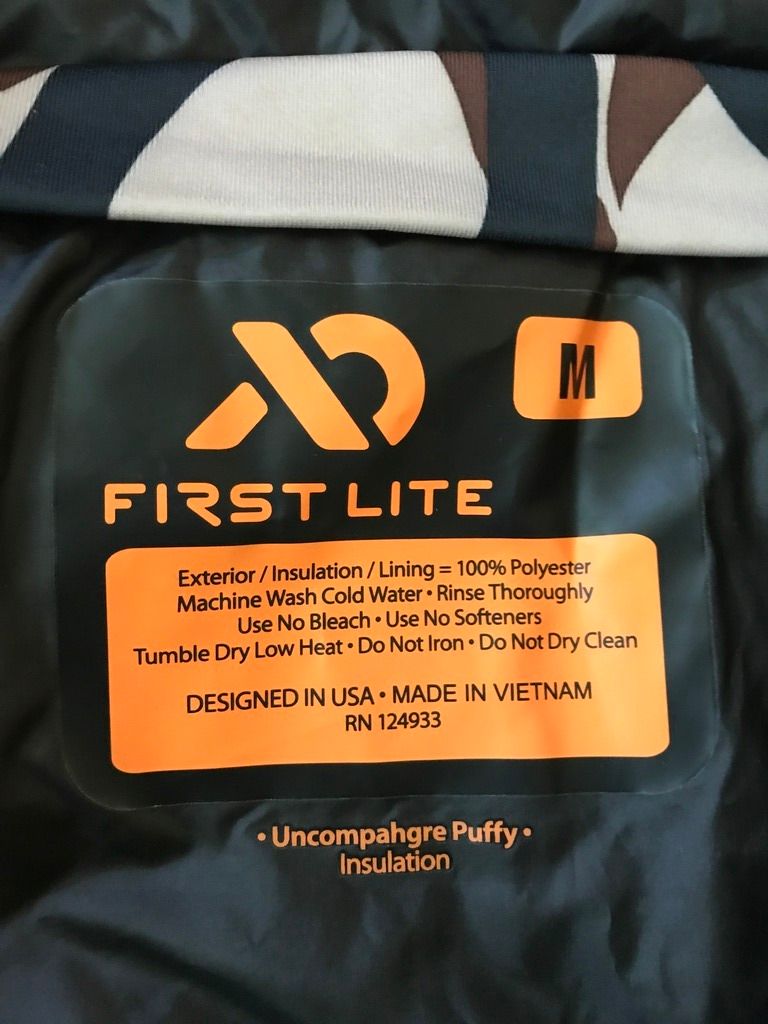 M
FIRST LITE
Exterior / Insulation / Lining = 100% Polyester
Machine Wash Cold Water • Rinse Thoroughly
Use No Bleach • Use No Softeners
Tumble Dry Low Heat • Do Not Iron • Do Not Dry Clean
DESIGNED IN USA • MADE IN VIETNAM
RN 124933
• Uncompahgre Puffy •
Insulation